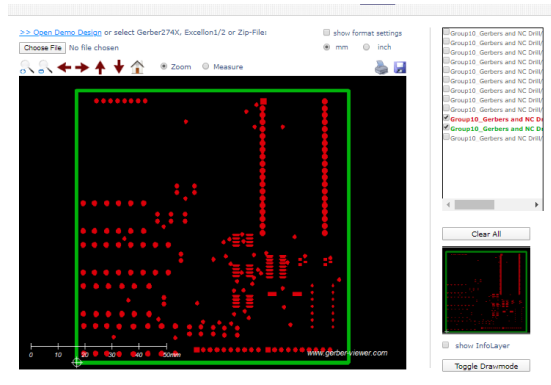 >> Open Demo Design or select Gerber274X, Excellon1/2 or Zip-File:
show format settings
Choose File No file chosen
mm inch
Zoom Measure
Group10_Gerbers and NC Drill/
Group10_Gerbers and NC Drill/
Group10_Gerbers and NC Drill/
Group10_Gerbers and NC Drill/
Group10_Gerbers and NC Drill/
Group10_Gerbers and NC Drill/
Group10_Gerbers and NC Drill/
Group10_Gerbers and NC Drill/
Group10_Gerbers and NC Dr
Group10_Gerbers and NC Dr
Group10_Gerbers and NC Drill/
Clear All
0 10 20 30 40 50mm
www.gerber-viewer.com
show InfoLayer
Toggle Drawmode